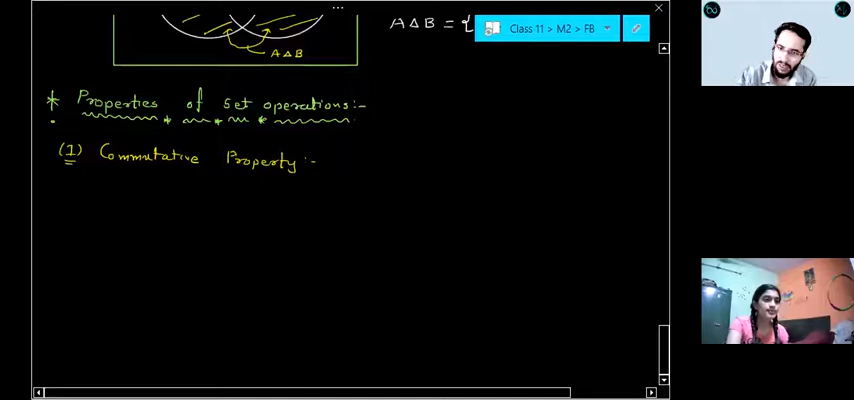 A Δ B = {
Class 11 > M2 > FB
A Δ B
* Properties of set operations:-
(1) Commutative Property :-